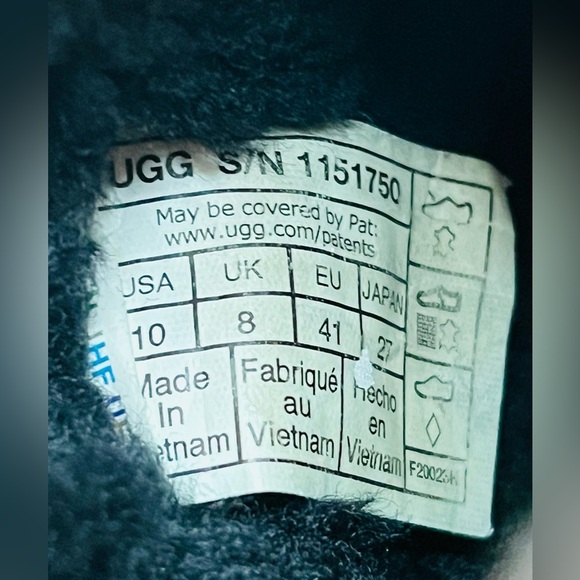 UGG S/N 1151750
May be covered by Pat:
www.ugg.com/patents
USA UK EU JAPAN
10 8 41 27
Made In Vietnam
Fabriqué au Vietnam
Hecho en Vietnam